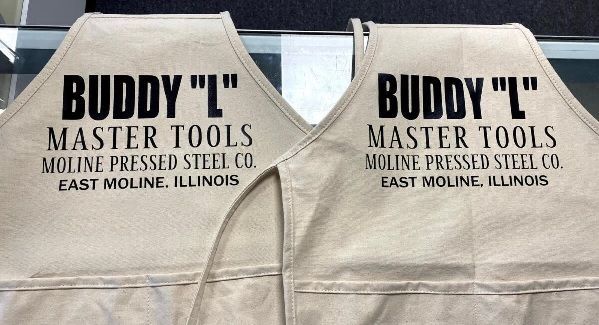 BUDDY "L"
MASTER TOOLS
MOLINE PRESSED STEEL CO.
EAST MOLINE, ILLINOIS
BUDDY "L"
MASTER TOOLS
MOLINE PRESSED STEEL CO.
EAST MOLINE, ILLINOIS